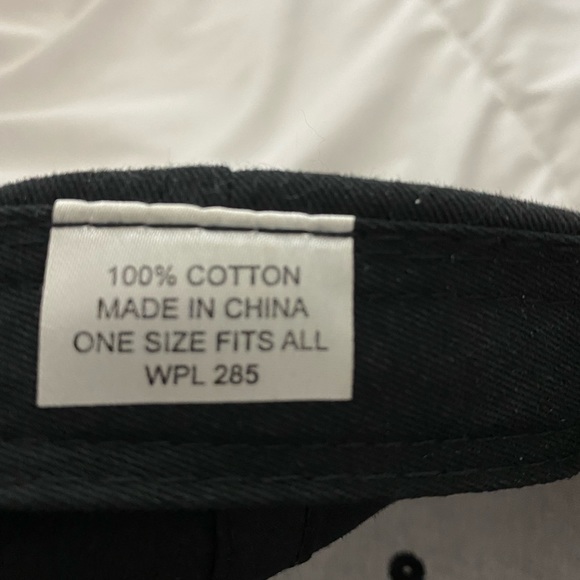 100% COTTON
MADE IN CHINA
ONE SIZE FITS ALL
WPL 285